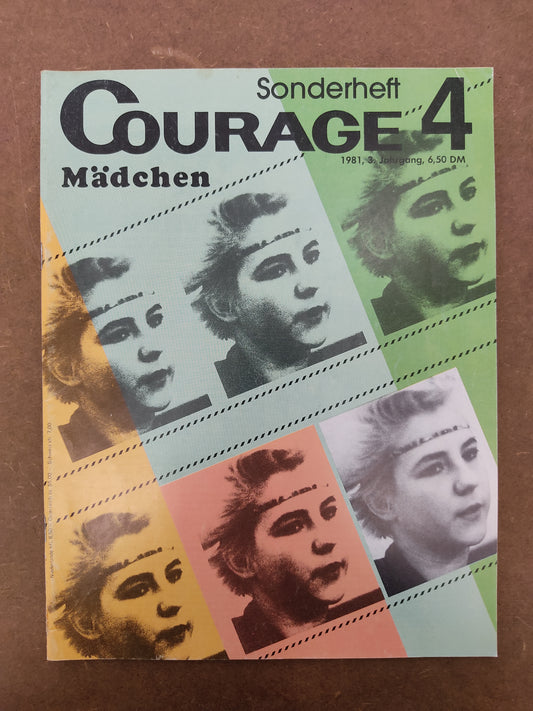 Sonderheft
COURAGE 4
1981, 3. Jahrgang, 6,50 DM
Mädchen